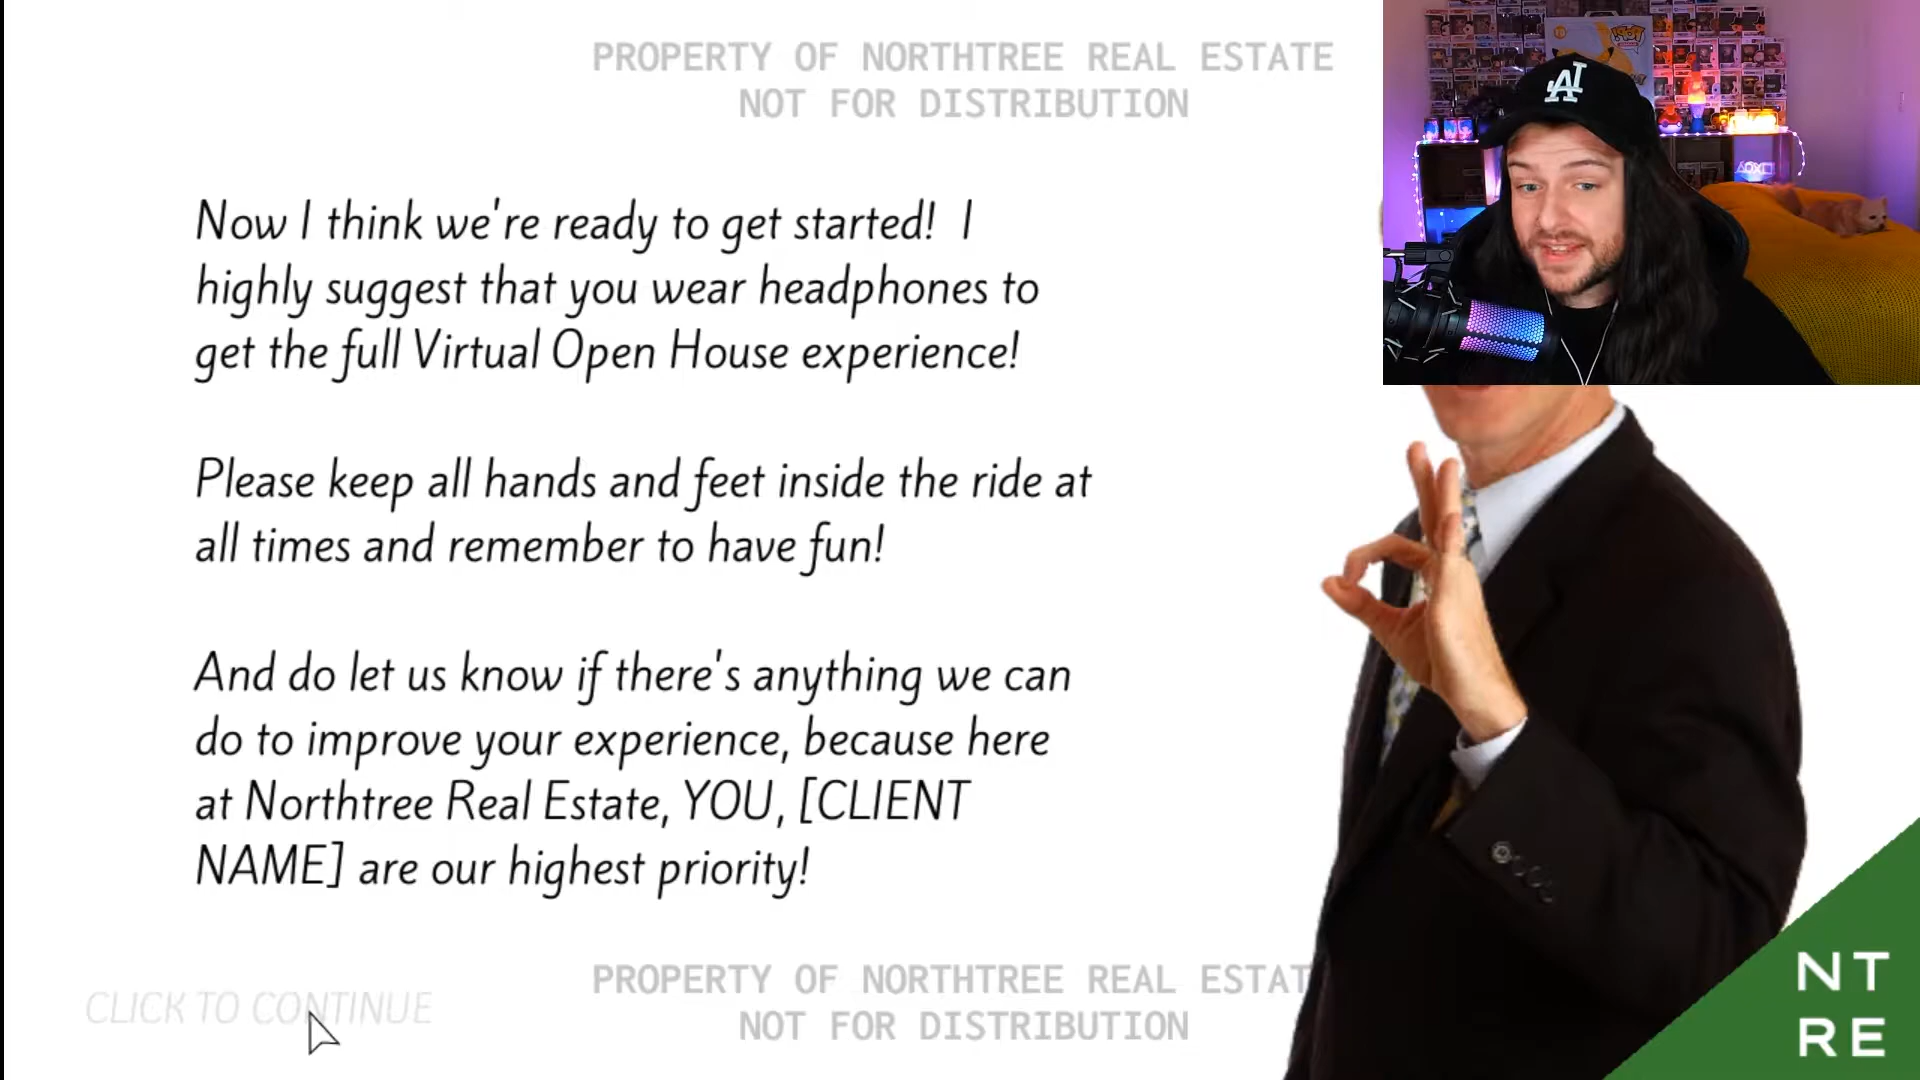 PROPERTY OF NORTHTREE REAL ESTATE
NOT FOR DISTRIBUTION
Now I think we're ready to get started! I
highly suggest that you wear headphones to
get the full Virtual Open House experience!
Please keep all hands and feet inside the ride at
all times and remember to have fun!
And do let us know if there's anything we can
do to improve your experience, because here
at Northtree Real Estate, YOU, [CLIENT
NAME] are our highest priority!
CLICK TO CONTINUE
PROPERTY OF NORTHTREE REAL ESTAT
NOT FOR DISTRIBUTION
NT
RE